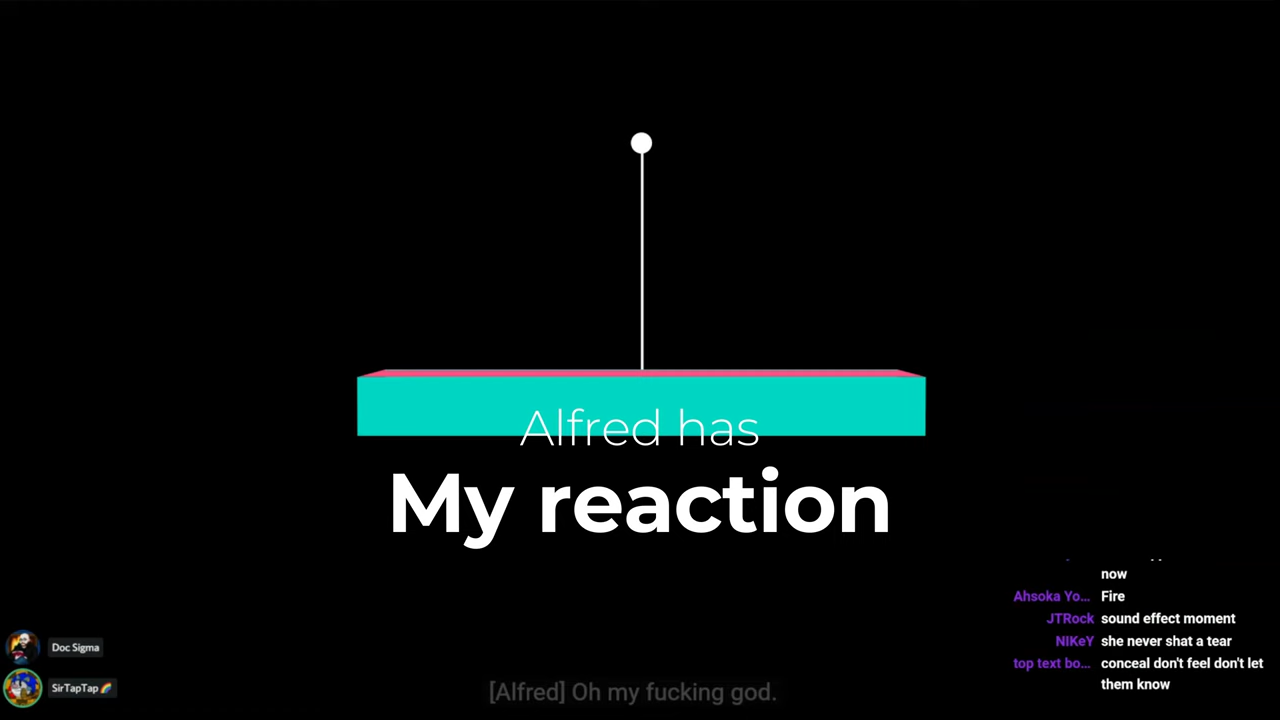 Alfred has
My reaction
now
Ahsoka Yo... Fire
JTRock sound effect moment
NIKeY she never shat a tear
top text bo... conceal don't feel don't let
them know
Doc Sigma
SirTapTap🌈
[Alfred] Oh my fucking god.